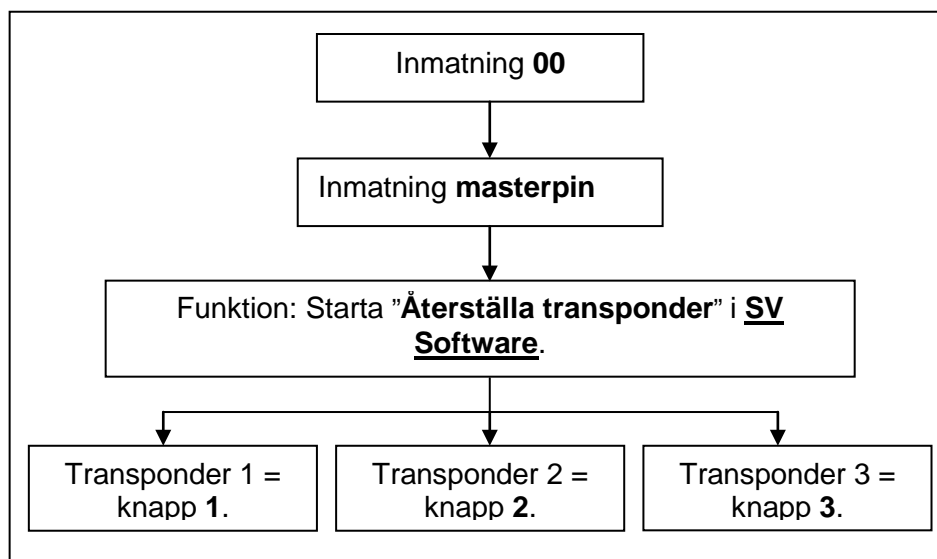 Inmatning 00
Inmatning masterpin
Funktion: Starta ”Återställa transponder” i SV
Software.
Transponder 1 =
knapp 1.
Transponder 2 =
knapp 2.
Transponder 3 =
knapp 3.